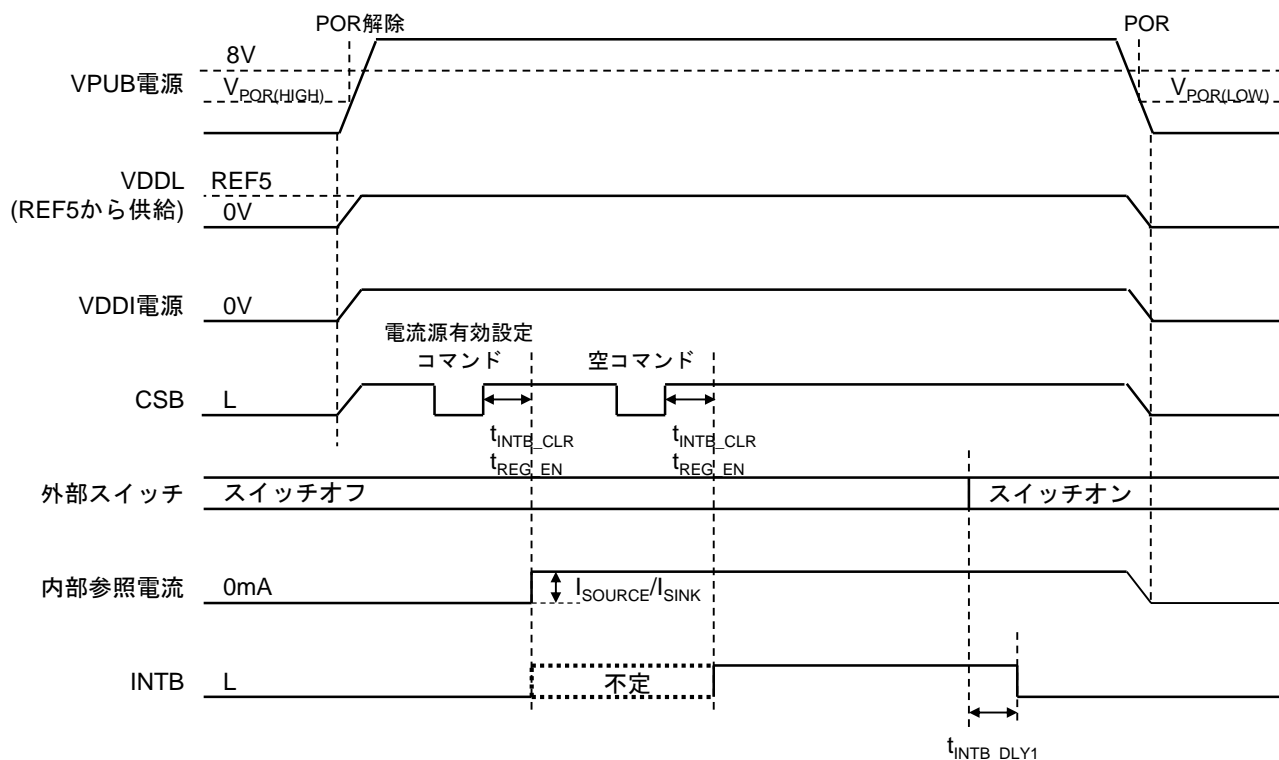 POR解除
POR
8V
VPUB電源
VPOR(HIGH)
VPOR(LOW)
VDDL
(REF5から供給)
REF5
0V
VDDI電源
0V
電流源有効設定
コマンド
空コマンド
CSB
L
tINTB_CLR
tREG_EN
tINTB_CLR
tREG_EN
外部スイッチ
スイッチオフ
スイッチオン
内部参照電流
0mA
ISOURCE/ISINK
INTB
L
不定
tINTB_DLY1